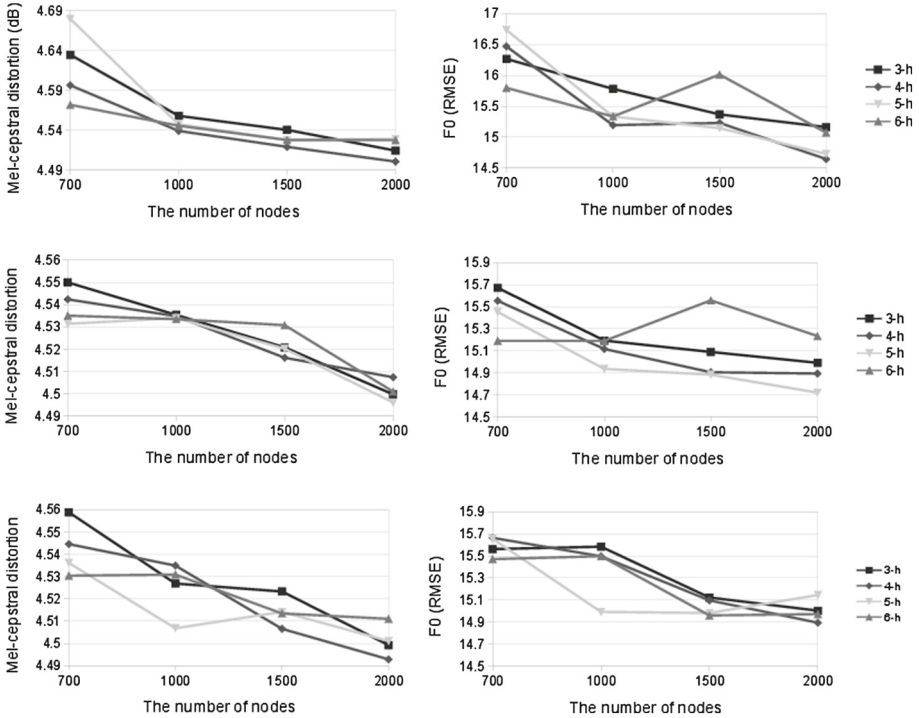 Mel-cepstral distortion (dB)
4.69
4.64
4.59
4.54
4.49
700 1000 1500 2000
The number of nodes
F0 (RMSE)
17
16.5
16
15.5
15
14.5
700 1000 1500 2000
The number of nodes
3-h
4-h
5-h
6-h
Mel-cepstral distortion
4.56
4.55
4.54
4.53
4.52
4.51
4.5
4.49
700 1000 1500 2000
The number of nodes
F0 (RMSE)
15.9
15.7
15.5
15.3
15.1
14.9
14.7
14.5
700 1000 1500 2000
The number of nodes
3-h
4-h
5-h
6-h
Mel-cepstral distortion
4.56
4.55
4.54
4.53
4.52
4.51
4.5
4.49
700 1000 1500 2000
The number of nodes
F0 (RMSE)
15.9
15.7
15.5
15.3
15.1
14.9
14.7
14.5
700 1000 1500 2000
The number of nodes
3-h
4-h
5-h
6-h